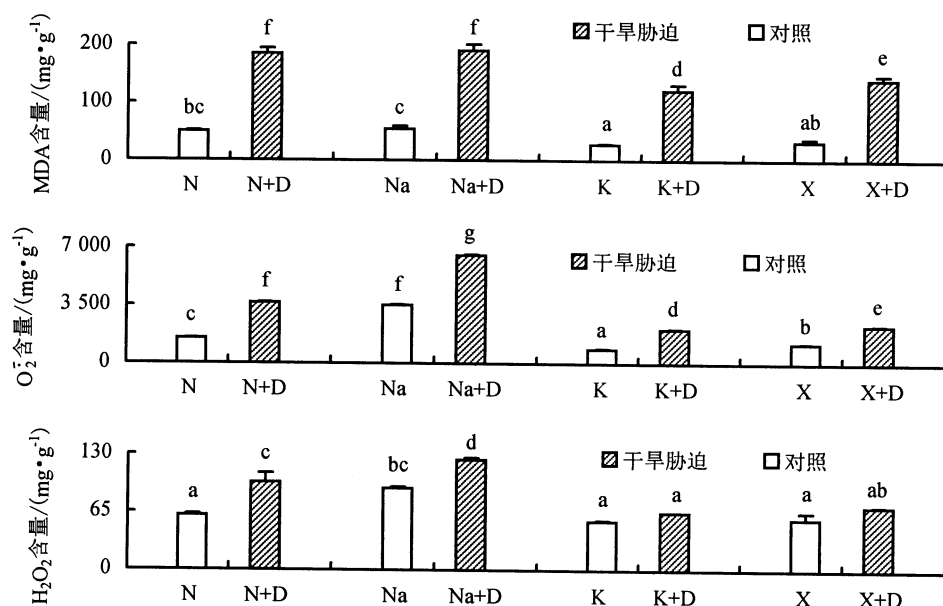 MDA含量/(mg•g⁻¹)
200
100
0
干旱胁迫 对照
bc f c f a d ab e
N N+D Na Na+D K K+D X X+D
O₂⁻含量/(mg•g⁻¹)
7 000
3 500
0
干旱胁迫 对照
c f f g a d b e
N N+D Na Na+D K K+D X X+D
H₂O₂含量/(mg•g⁻¹)
130
65
0
干旱胁迫 对照
a c bc d a a a ab
N N+D Na Na+D K K+D X X+D